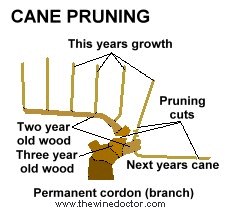 CANE PRUNING
This years growth
Pruning
cuts
Two year
old wood
Three year
old wood
Next years cane
Permanent cordon (branch)
www.thewinedoctor.com